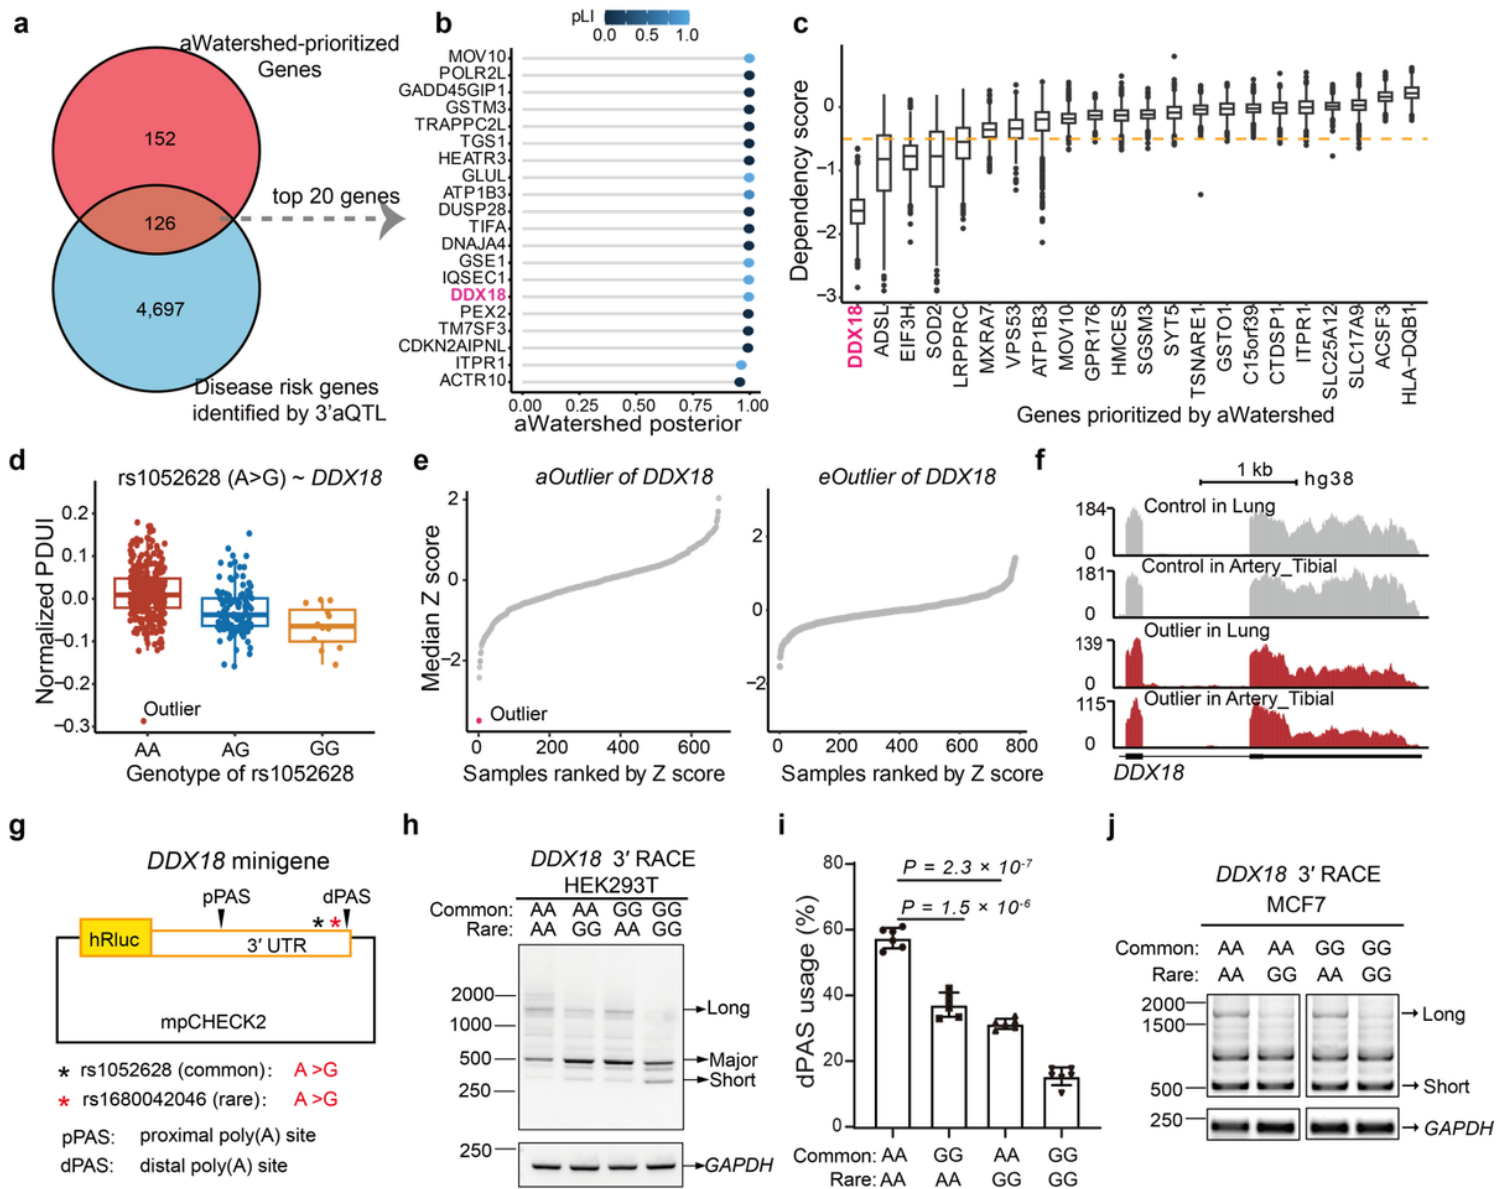 a
aWatershed-prioritized
Genes
152
126
4,697
top 20 genes
Disease risk genes
identified by 3'aQTL
b
pLI
0.0 0.5 1.0
MOV10
POLR2L
GADD45GIP1
GSTM3
TRAPPC2L
TGS1
HEATR3
GLUL
ATP1B3
DUSP28
TIFA
DNAJA4
GSE1
IQSEC1
DDX18
PEX2
TM7SF3
CDKN2AIPNL
ITPR1
ACTR10
0.00 0.25 0.50 0.75 1.00
aWatershed posterior
c
Dependency score
0
−1
−2
−3
DDX18
ADSL
EIF3H
SOD2
LRPPRC
MXRA7
VPS53
ATP1B3
MOV10
GPR176
HMCES
SGSM3
SYT5
TSNARE1
GSTO1
C15orf39
CTDSP1
ITPR1
SLC25A12
SLC17A9
ACSF3
HLA-DQB1
Genes prioritized by aWatershed
d
rs1052628 (A>G) ~ DDX18
Normalized PDUI
0.2
0.1
0.0
−0.1
−0.2
−0.3
Outlier
AA AG GG
Genotype of rs1052628
e
aOutlier of DDX18
Median Z score
2
0
−2
Outlier
0 200 400 600
Samples ranked by Z score
eOutlier of DDX18
2
0
−2
0 200 400 600 800
Samples ranked by Z score
f
1 kb hg38
Control in Lung
184
0
Control in Artery_Tibial
181
0
Outlier in Lung
139
0
Outlier in Artery_Tibial
115
0
DDX18
g
DDX18 minigene
pPAS dPAS
* *
hRluc 3′ UTR
mpCHECK2
* rs1052628 (common): A >G
* rs1680042046 (rare): A >G
pPAS: proximal poly(A) site
dPAS: distal poly(A) site
h
DDX18 3′ RACE
HEK293T
Common: AA AA GG GG
Rare: AA GG AA GG
2000
1000
500
250
Long
Major
Short
250
GAPDH
i
dPAS usage (%)
80
60
40
20
0
P = 2.3 × 10-7
P = 1.5 × 10-6
Common: AA GG AA GG
Rare: AA AA GG GG
j
DDX18 3′ RACE
MCF7
Common: AA AA GG GG
Rare: AA GG AA GG
2000
1500
500
Long
Short
250
GAPDH